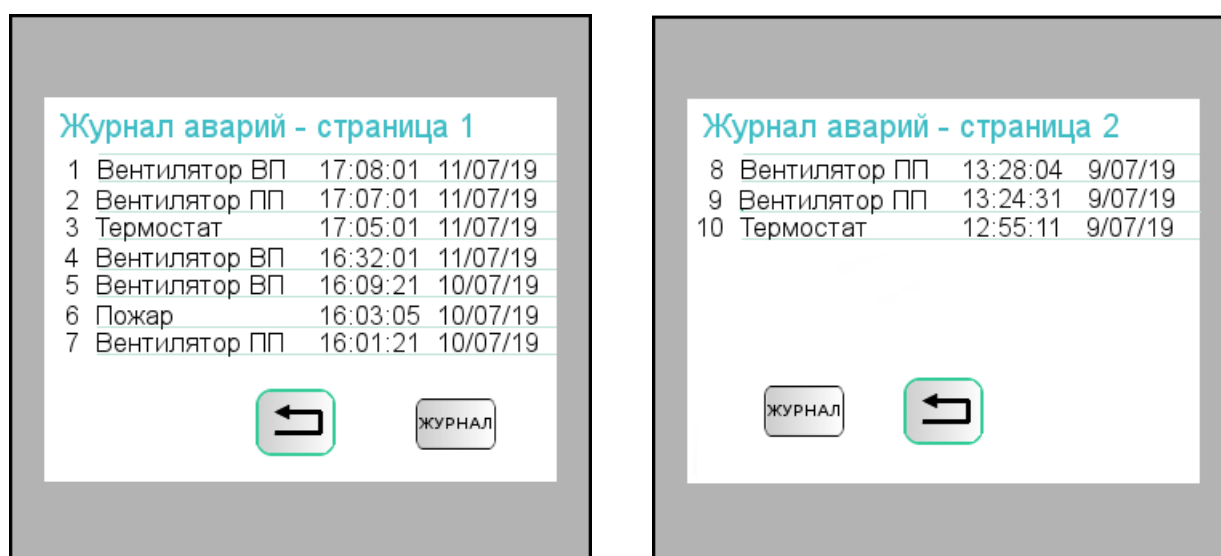 Журнал аварий - страница 1
1 Вентилятор ВП 17:08:01 11/07/19
2 Вентилятор ПП 17:07:01 11/07/19
3 Термостат 17:05:01 11/07/19
4 Вентилятор ВП 16:32:01 11/07/19
5 Вентилятор ВП 16:09:21 10/07/19
6 Пожар 16:03:05 10/07/19
7 Вентилятор ПП 16:01:21 10/07/19
ЖУРНАЛ
Журнал аварий - страница 2
8 Вентилятор ПП 13:28:04 9/07/19
9 Вентилятор ПП 13:24:31 9/07/19
10 Термостат 12:55:11 9/07/19
ЖУРНАЛ